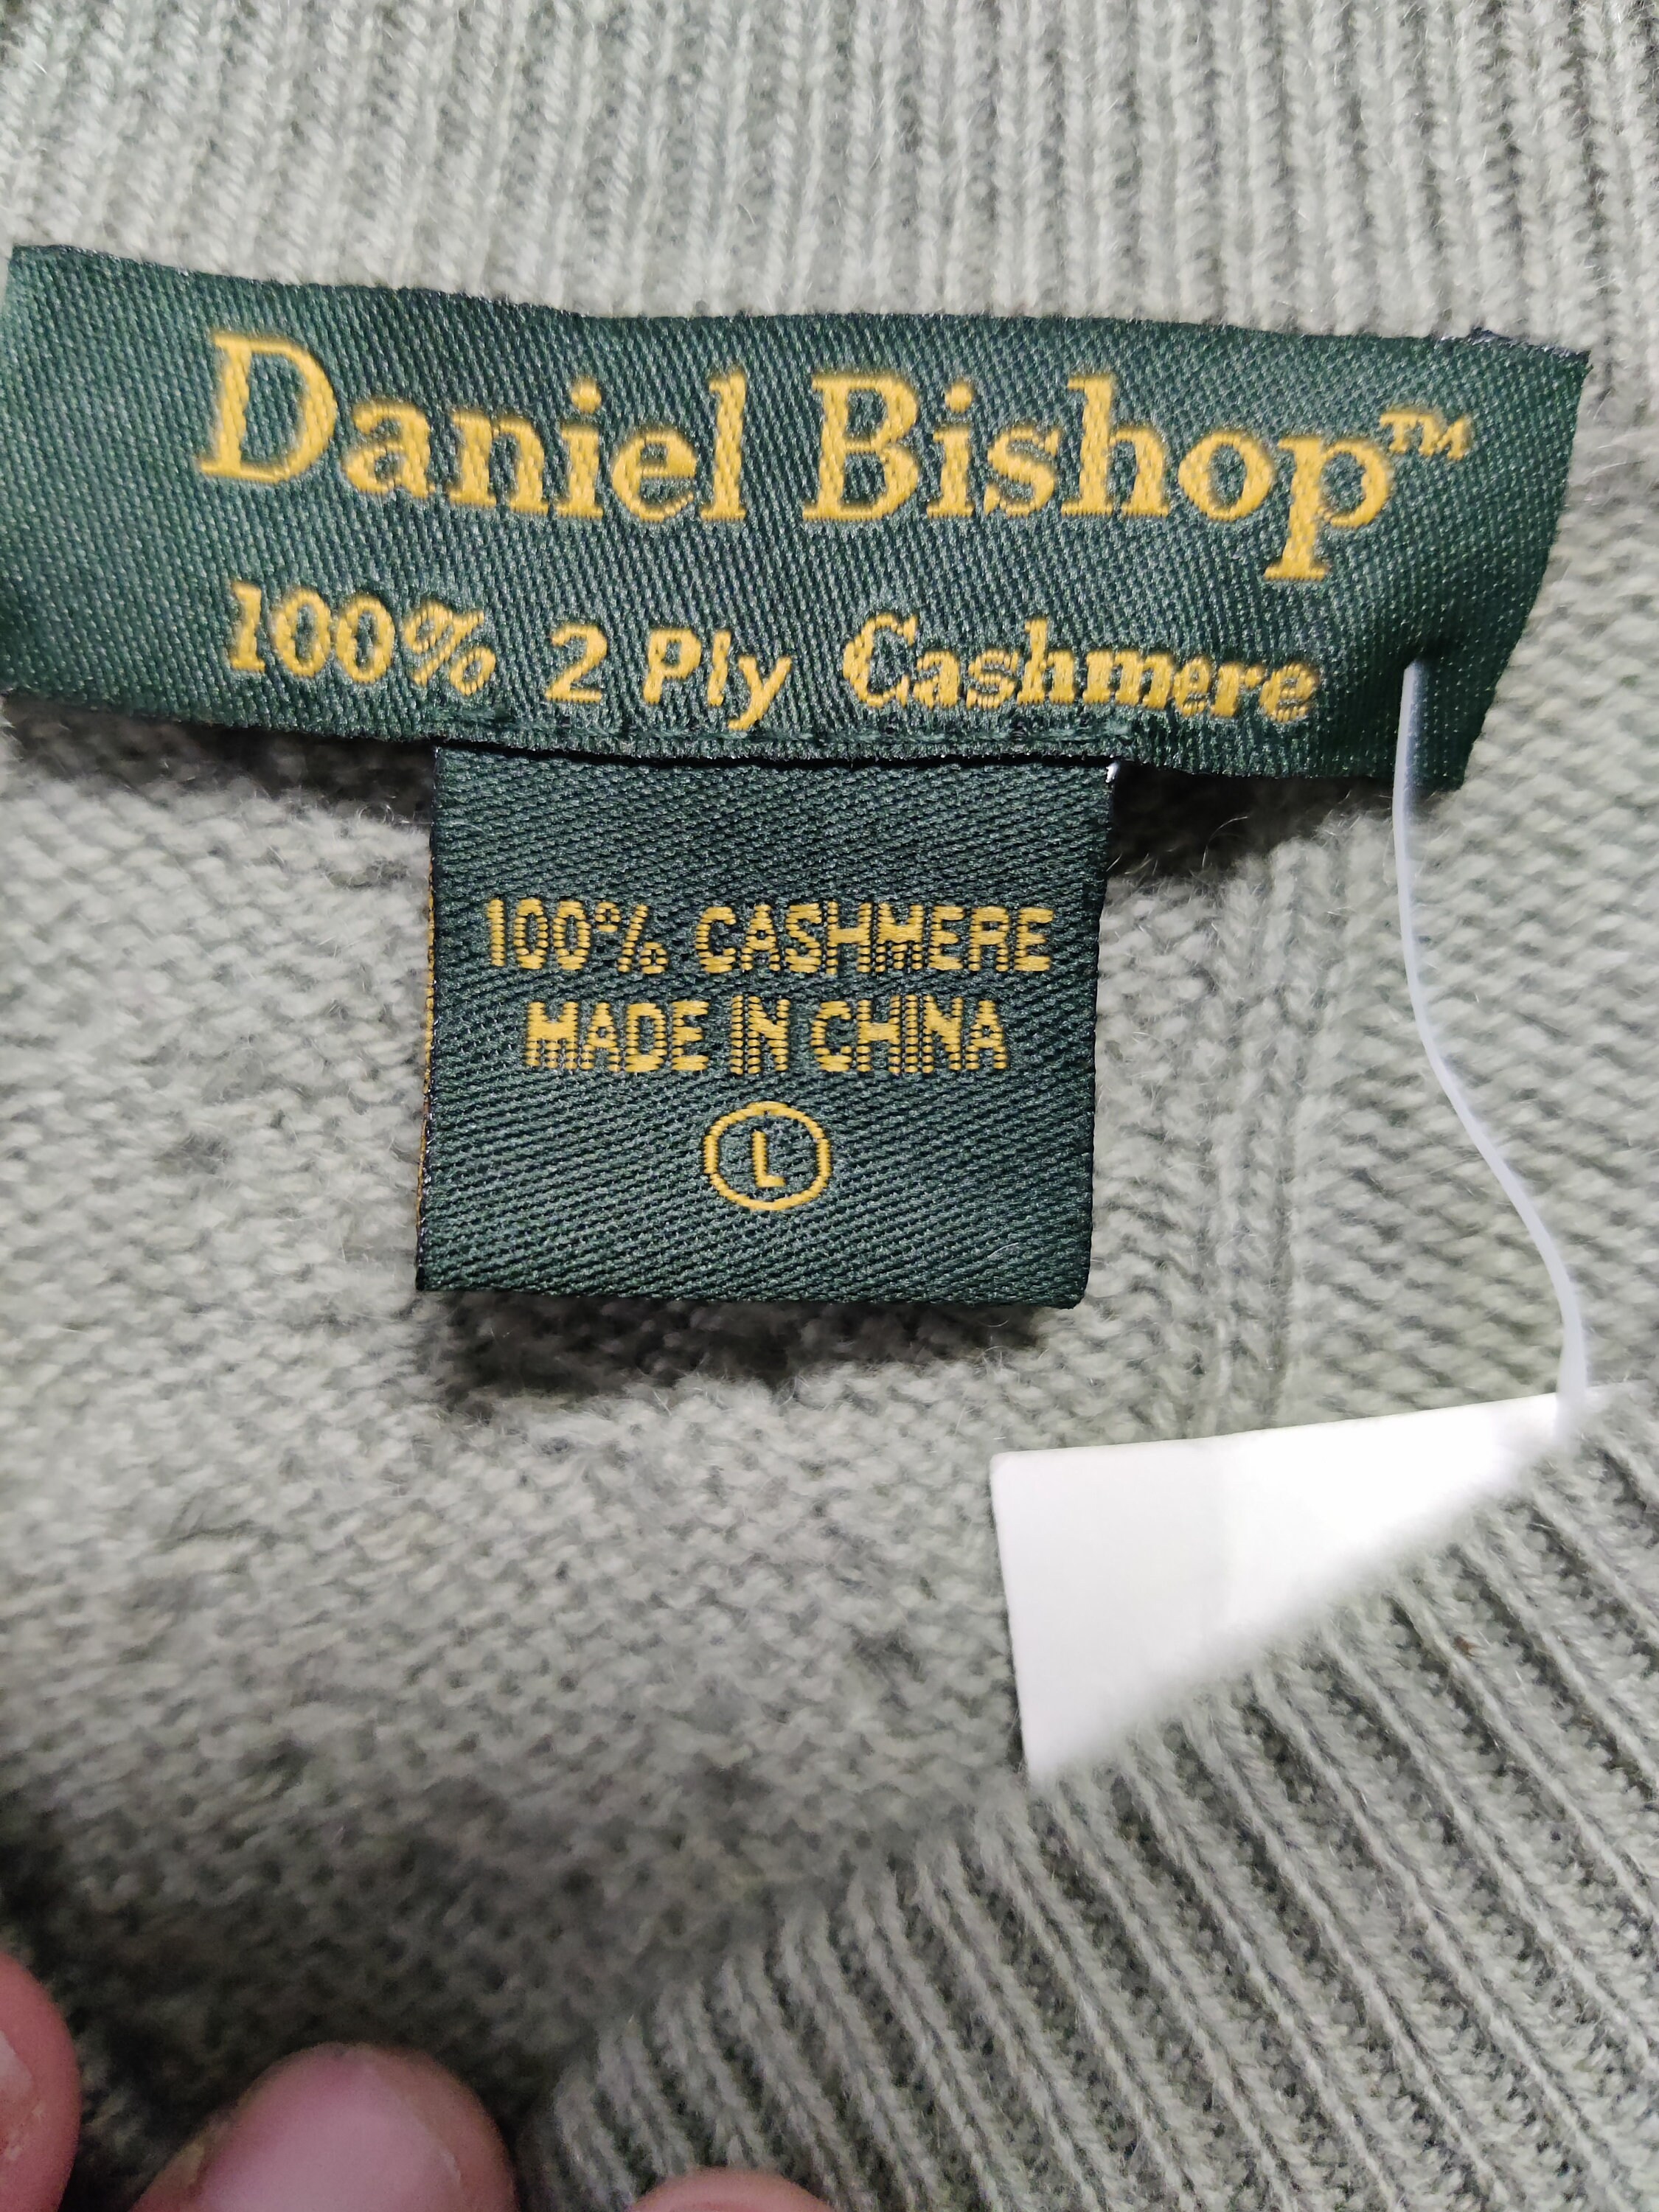 Daniel Bishop™
100% 2 Ply Cashmere
100% CASHMERE
MADE IN CHINA
L